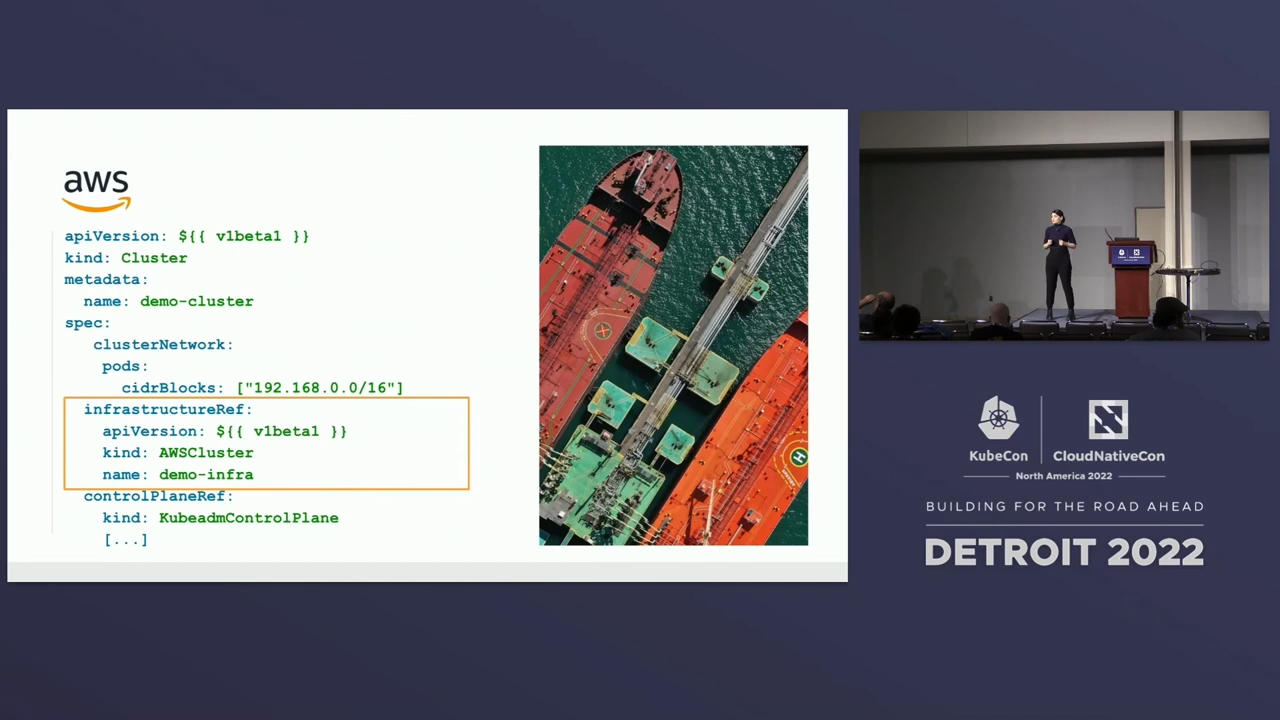 aws
apiVersion: ${{ v1beta1 }}
kind: Cluster
metadata:
name: demo-cluster
spec:
clusterNetwork:
pods:
cidrBlocks: ["192.168.0.0/16"]
infrastructureRef:
apiVersion: ${{ v1beta1 }}
kind: AWSCluster
name: demo-infra
controlPlaneRef:
kind: KubeadmControlPlane
[...]
H
KubeCon
CloudNativeCon
North America 2022
BUILDING FOR THE ROAD AHEAD
DETROIT 2022